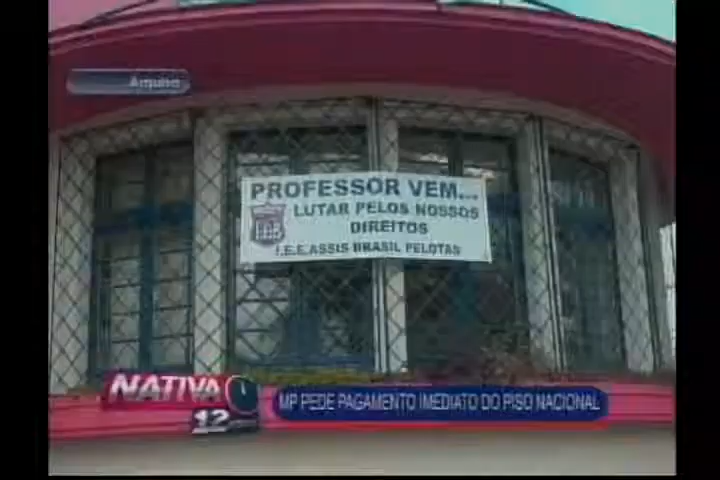 Arquivo
PROFESSOR VEM...
LUTAR PELOS NOSSOS
DIREITOS
I.E.E.ASSIS BRASIL PELOTAS
NATIVA
12
MP PEDE PAGAMENTO IMEDIATO DO PISO NACIONAL